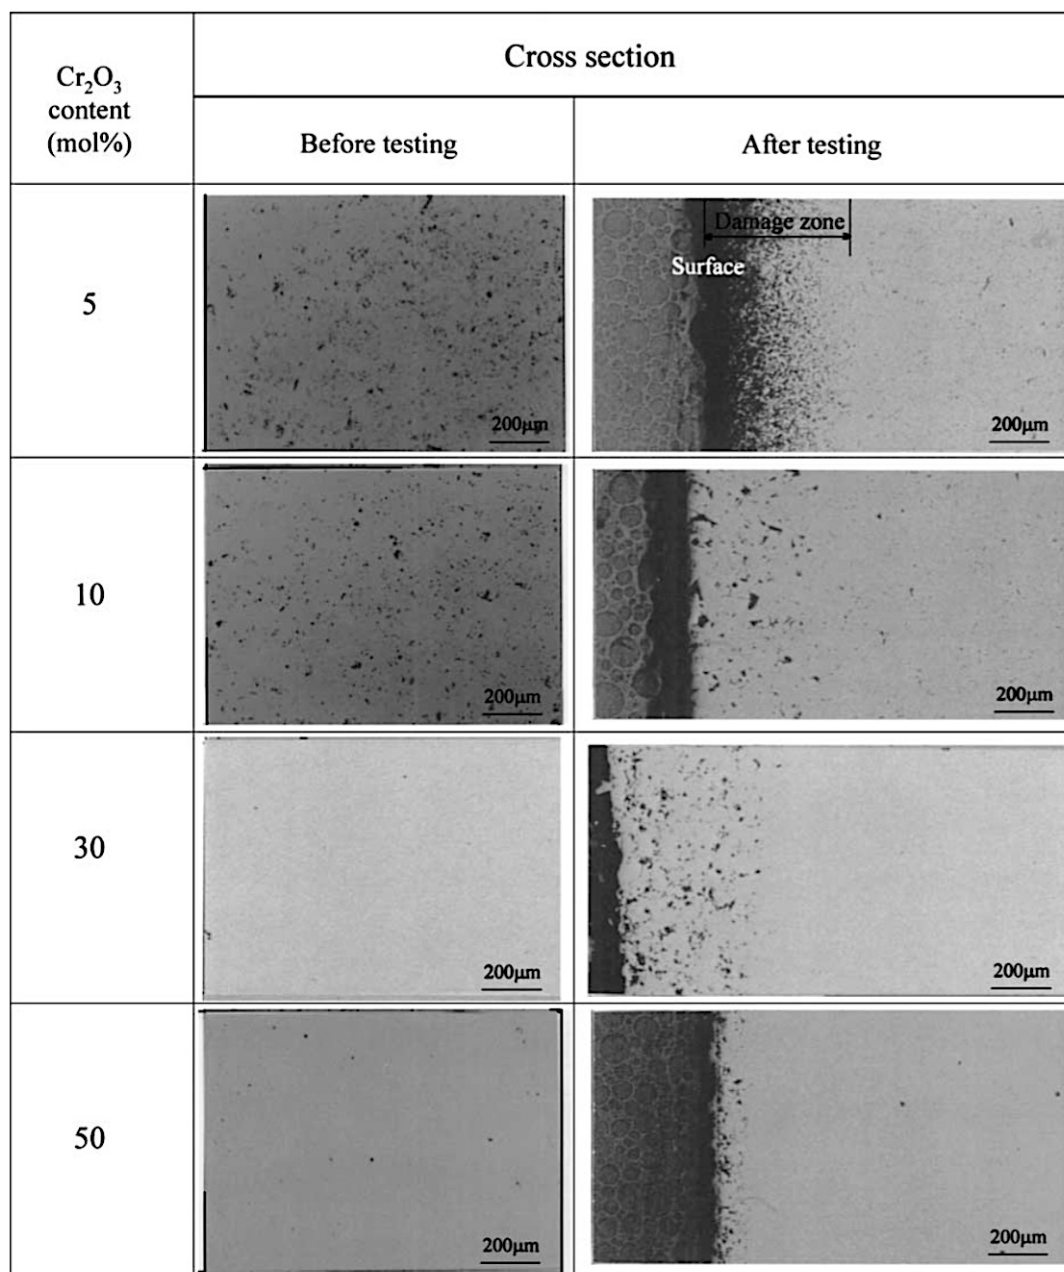 Cr₂O₃
content
(mol%)
Cross section
Before testing
After testing
5
200μm
Damage zone
Surface
200μm
10
200μm
200μm
30
200μm
200μm
50
200μm
200μm